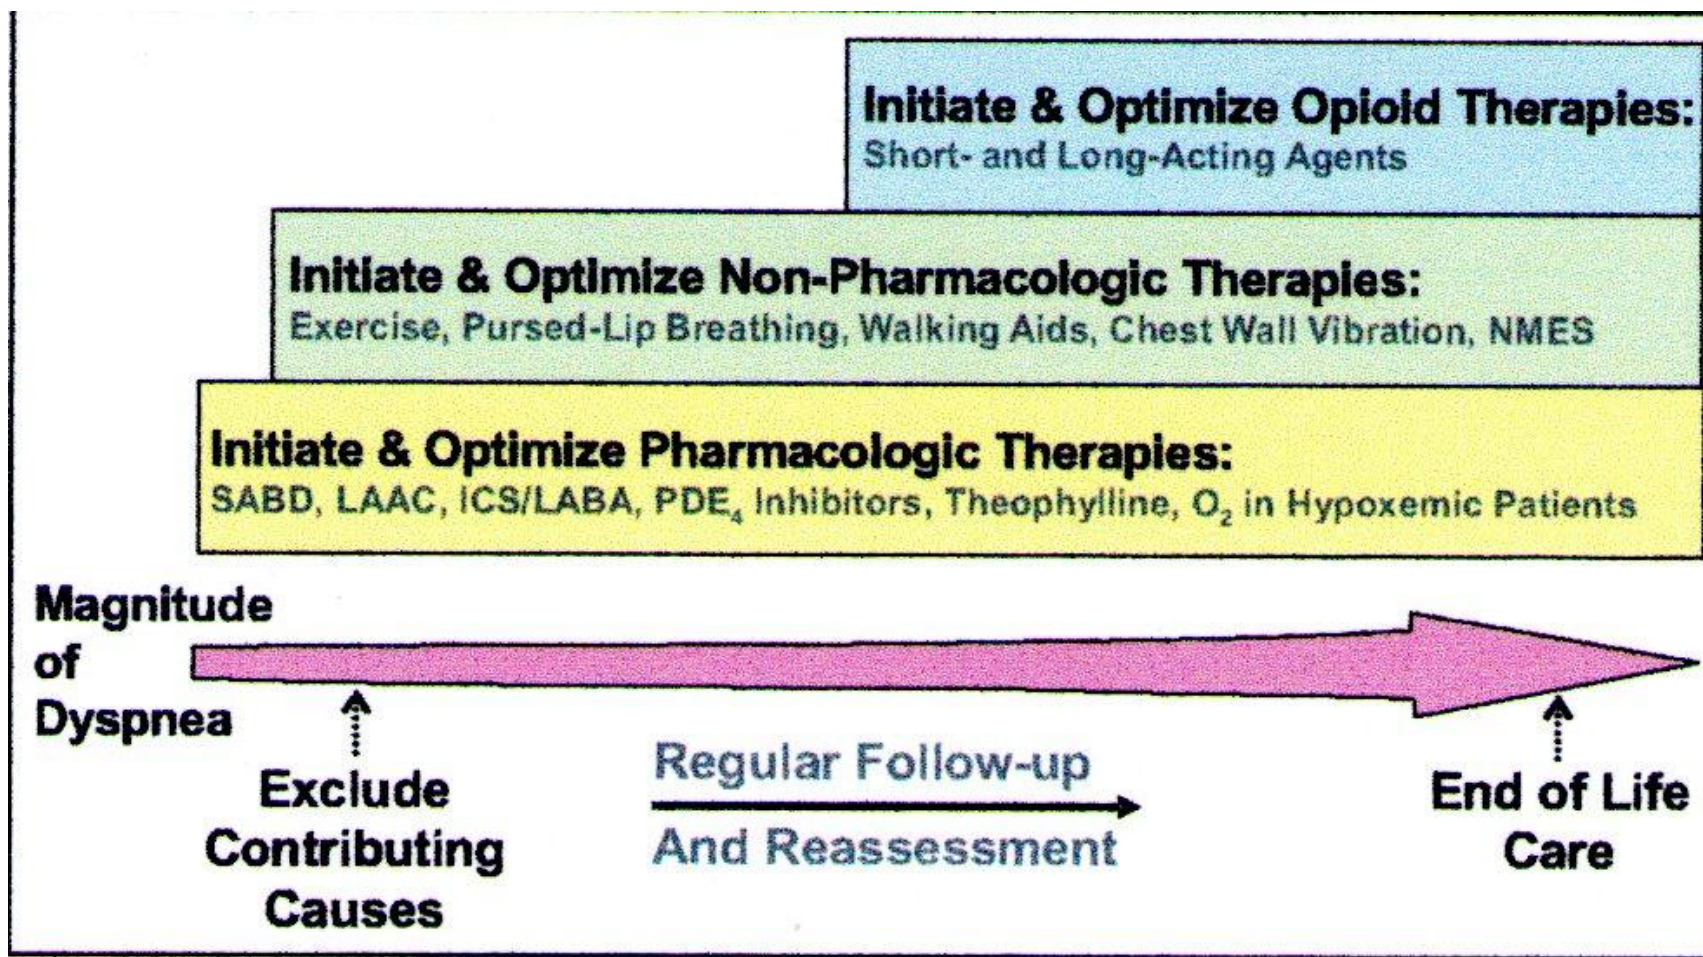 Initiate & Optimize Opioid Therapies:
Short- and Long-Acting Agents
Initiate & Optimize Non-Pharmacologic Therapies:
Exercise, Pursed-Lip Breathing, Walking Aids, Chest Wall Vibration, NMES
Initiate & Optimize Pharmacologic Therapies:
SABD, LAAC, ICS/LABA, PDE₄ Inhibitors, Theophylline, O₂ in Hypoxemic Patients
Magnitude
of
Dyspnea
Exclude
Contributing
Causes
Regular Follow-up
And Reassessment
End of Life
Care